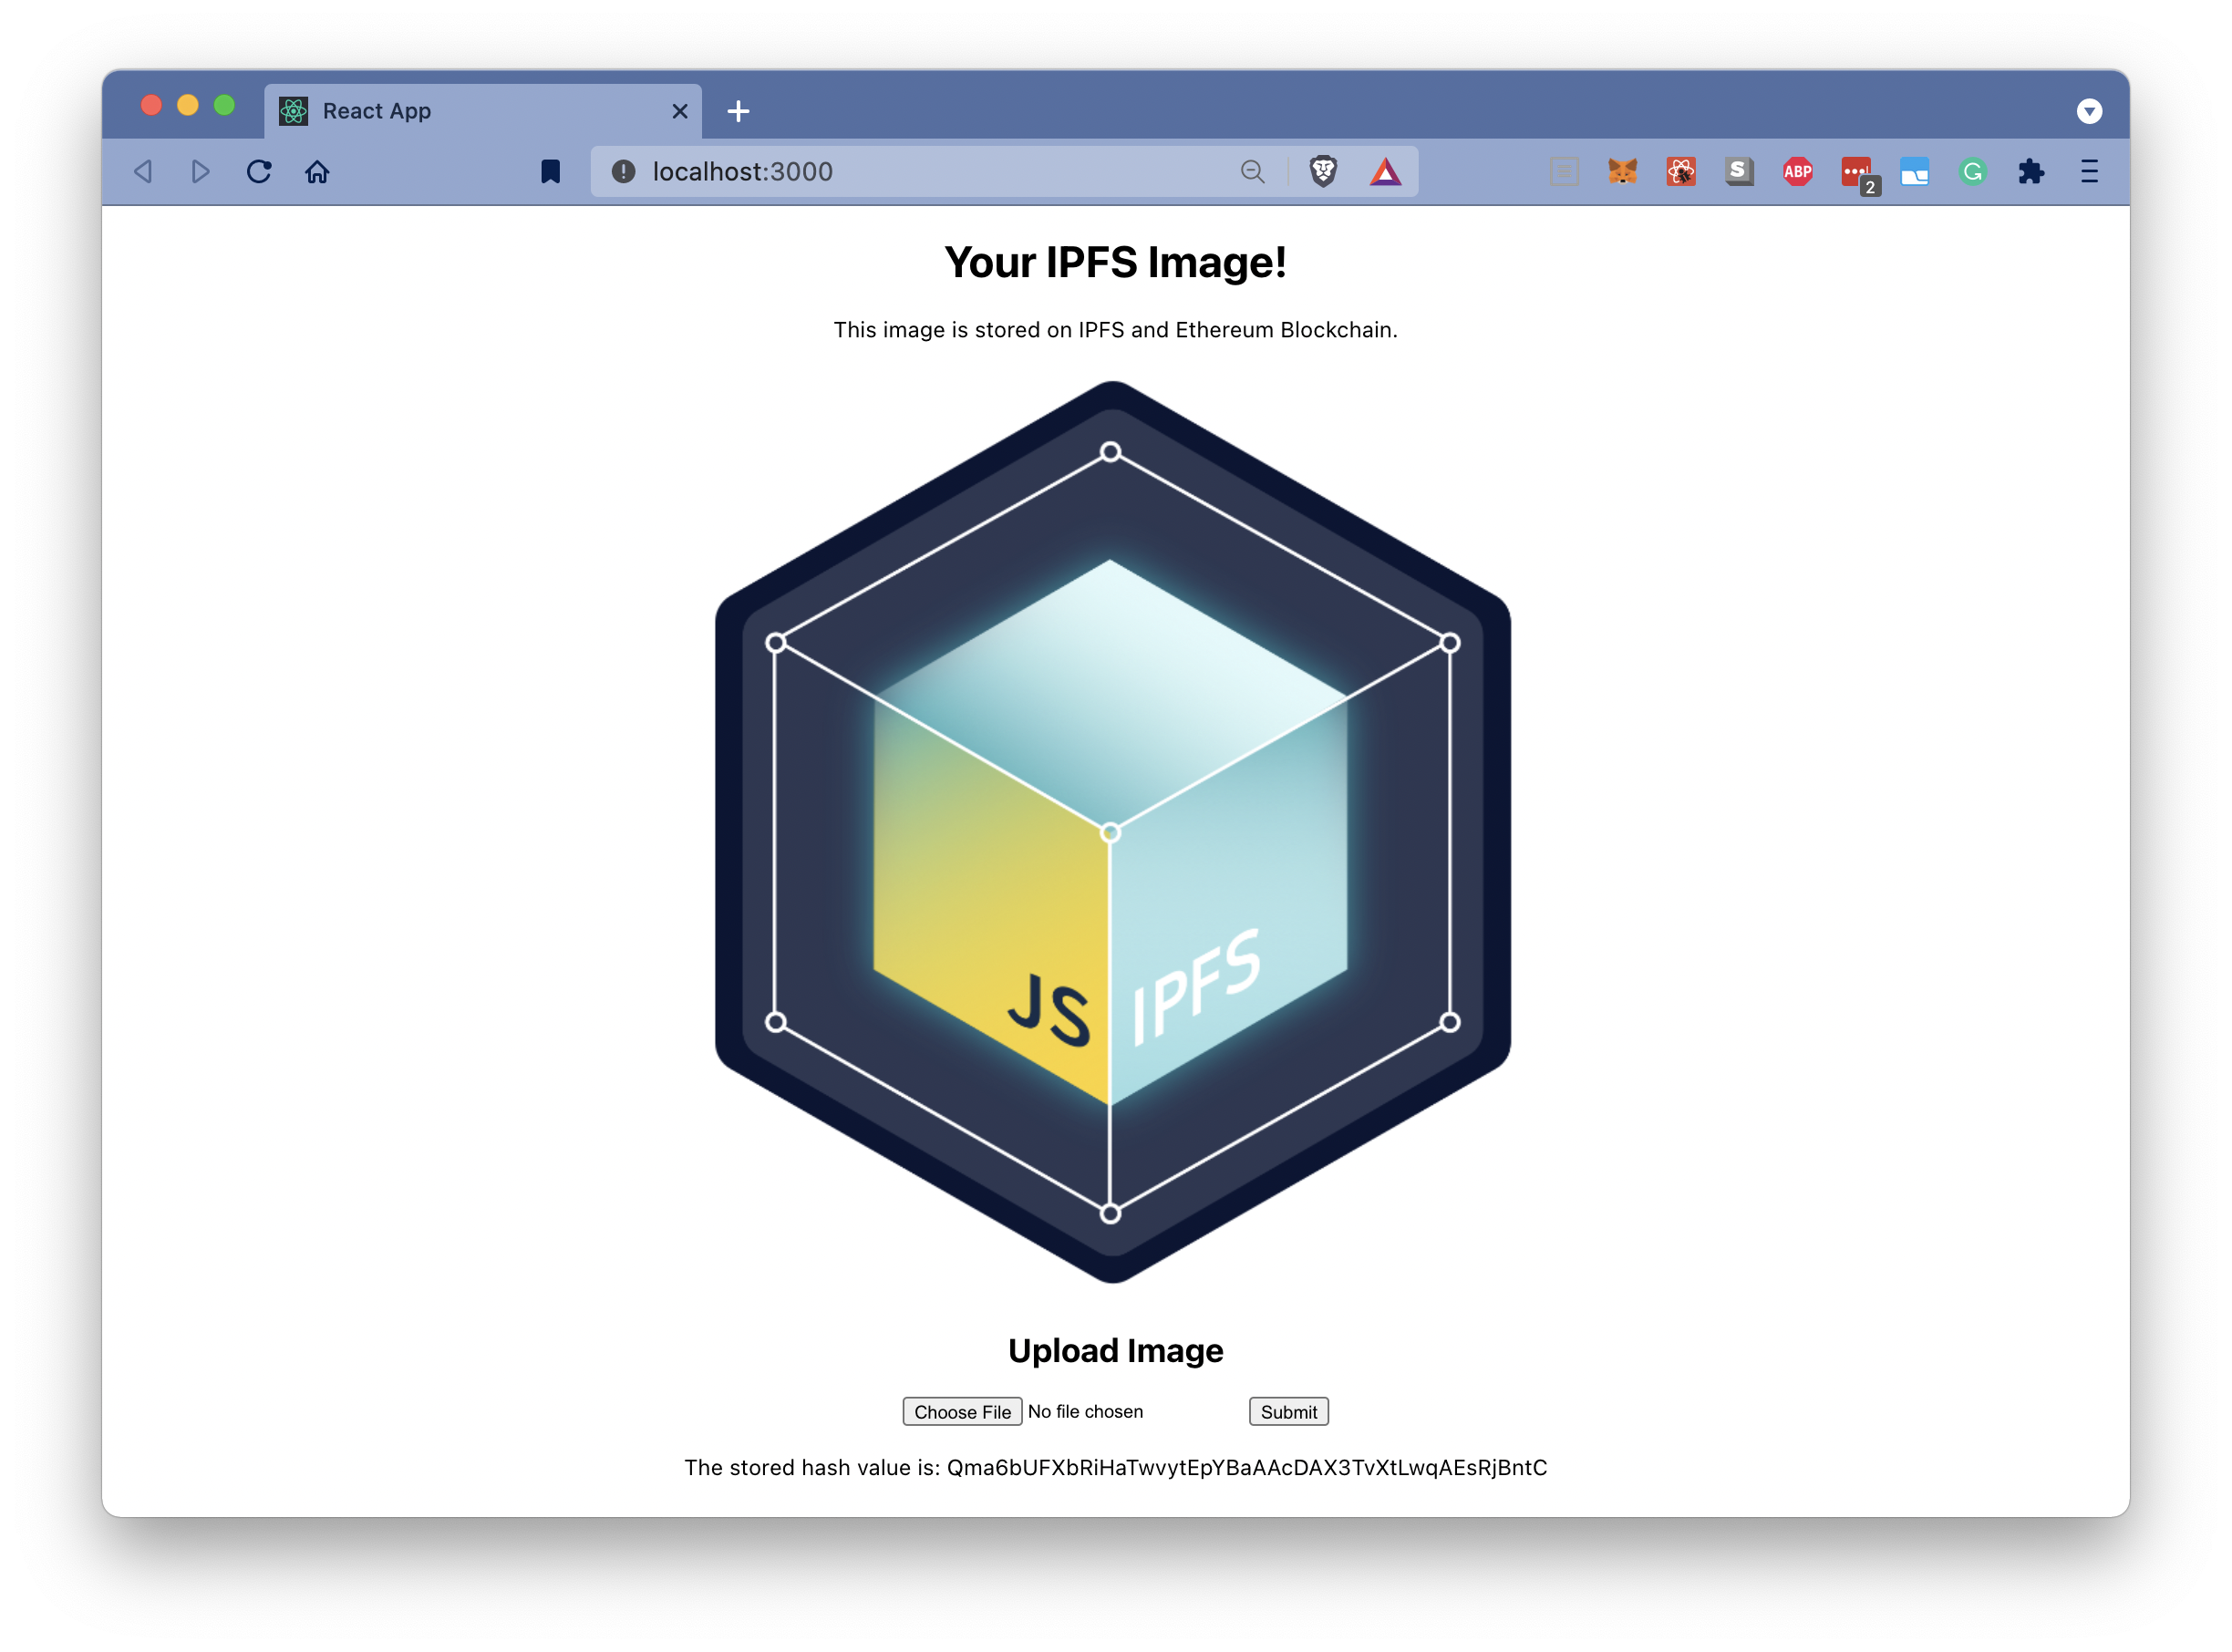 React App
localhost:3000
S
ABP
2
G
Your IPFS Image!
This image is stored on IPFS and Ethereum Blockchain.
JS
IPFS
Upload Image
Choose File No file chosen Submit
The stored hash value is: Qma6bUFXbRiHaTwvytEpYBaAAcDAX3TvXtLwqAEsRjBntC